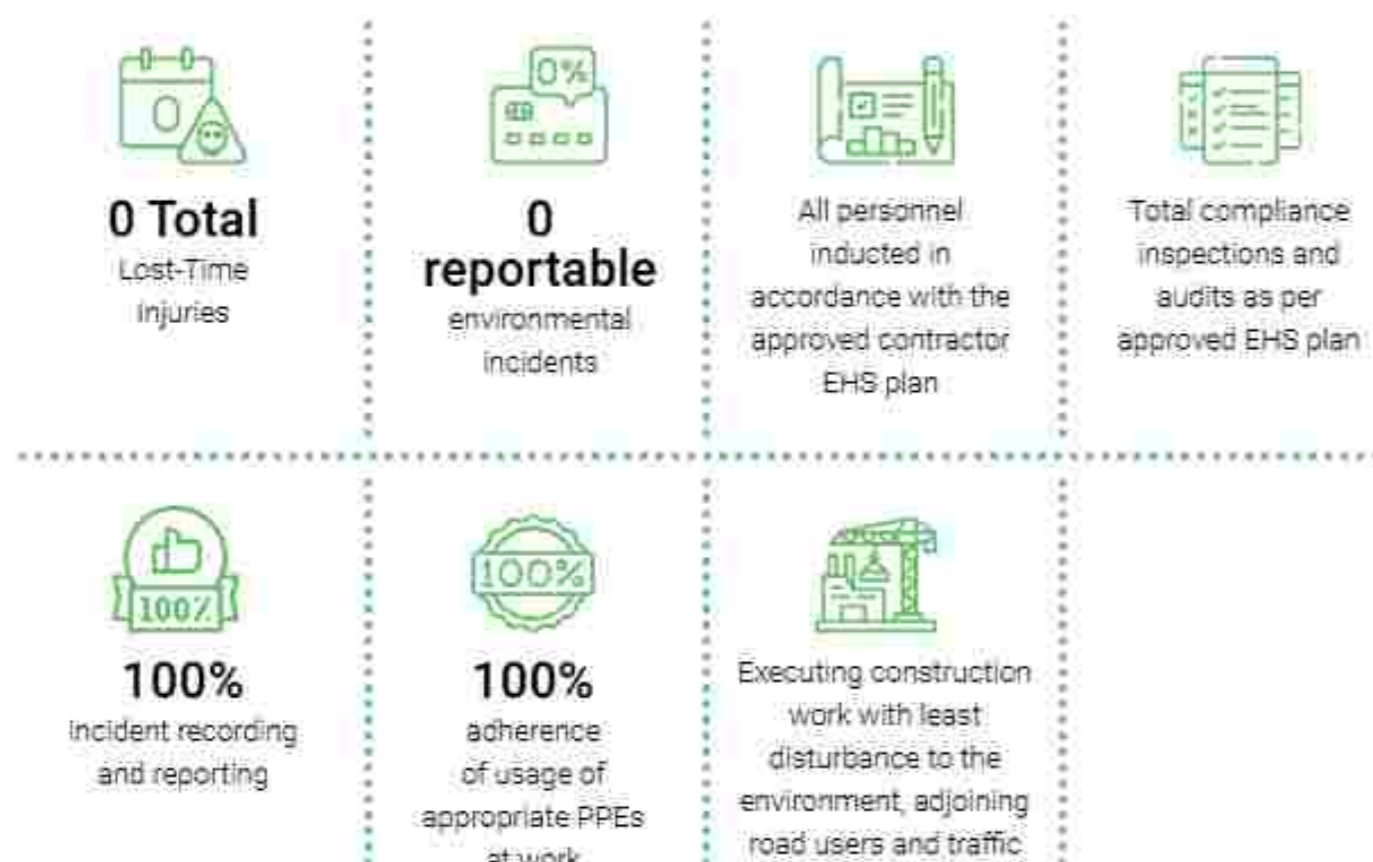 0
0 Total
Lost-Time
Injuries
0%
0
reportable
environmental
incidents
All personnel
inducted in
accordance with the
approved contractor
EHS plan
Total compliance
inspections and
audits as per
approved EHS plan
100%
100%
Incident recording
and reporting
100%
100%
adherence
of usage of
appropriate PPEs
at work
Executing construction
work with least
disturbance to the
environment, adjoining
road users and traffic